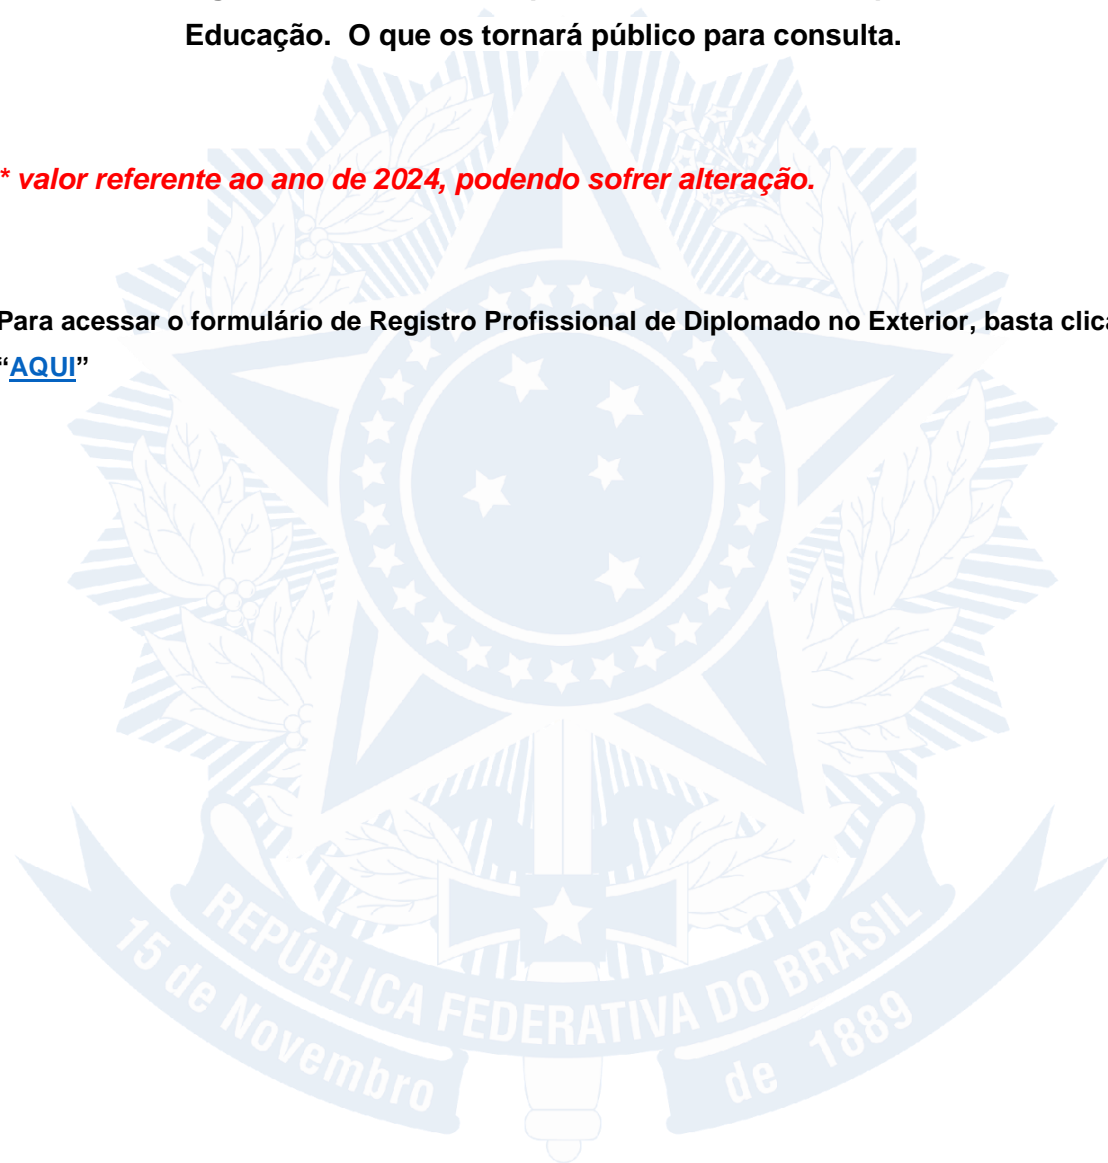 Educação. O que os tornará público para consulta.
* valor referente ao ano de 2024, podendo sofrer alteração.
Para acessar o formulário de Registro Profissional de Diplomado no Exterior, basta clica
“AQUI”
REPÚBLICA FEDERATIVA DO BRASIL
15 de Novembro de 1889